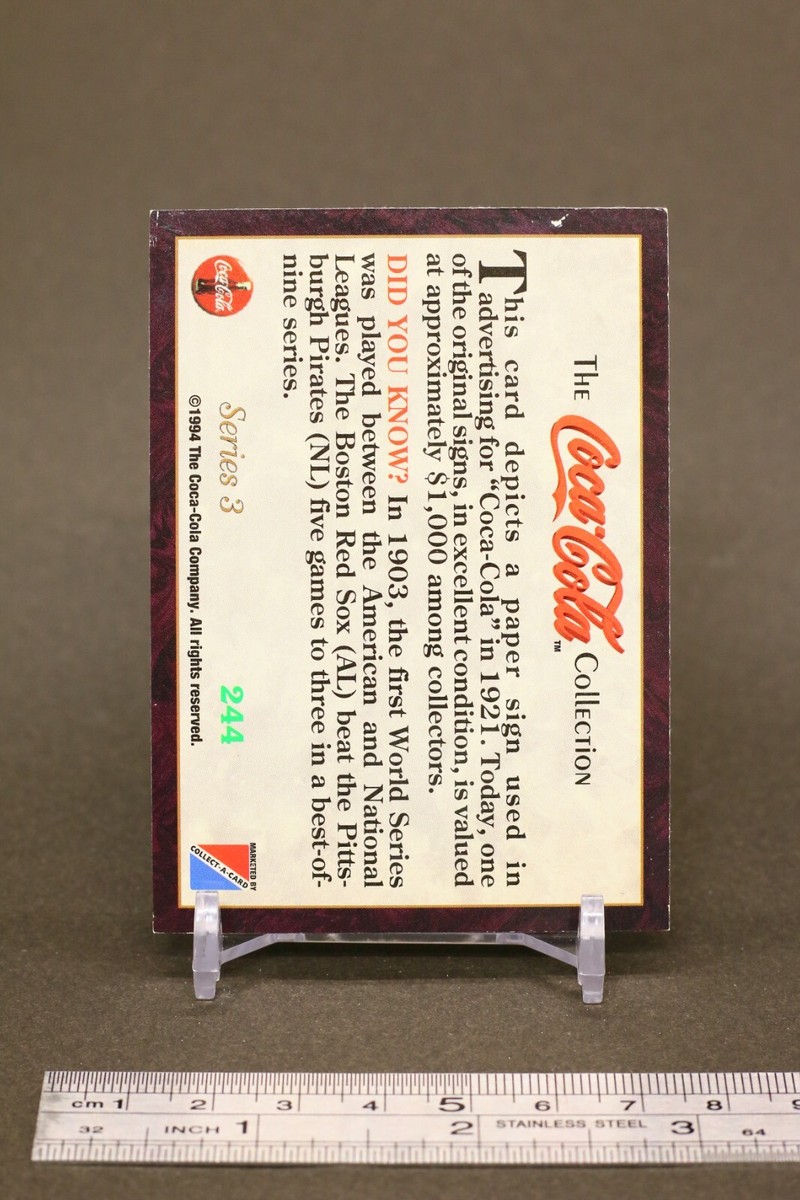 The Coca-Cola™ Collection
This card depicts a paper sign used in
advertising for “Coca-Cola” in 1921. Today, one
of the original signs, in excellent condition, is valued
at approximately $1,000 among collectors.
DID YOU KNOW? In 1903, the first World Series
was played between the American and National
Leagues. The Boston Red Sox (AL) beat the Pitts-
burgh Pirates (NL) five games to three in a best-of-
nine series.
Coca-Cola
Series 3
244
©1994 The Coca-Cola Company. All rights reserved.
MARKETED BY
COLLECT-A-CARD
cm 1 2 3 4 5 6 7 8 9
32 INCH 1 2 STAINLESS STEEL 3 64